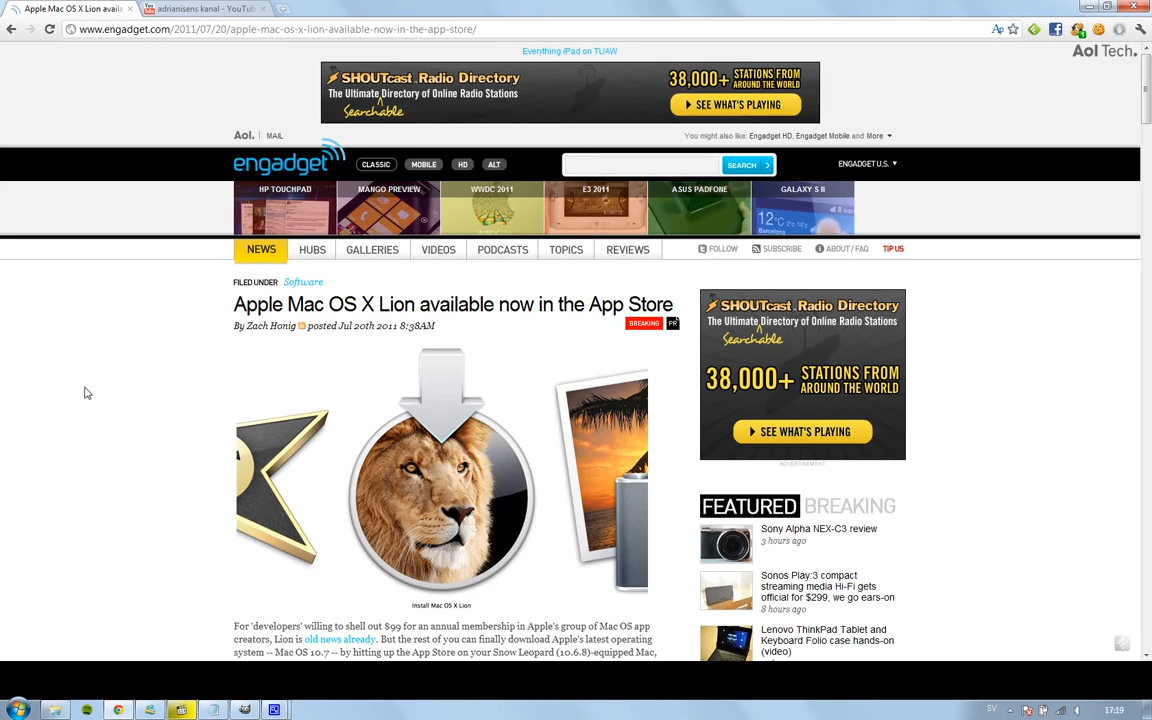 Apple Mac OS X Lion availa
adrianisens kanal - YouTub
www.engadget.com/2011/07/20/apple-mac-os-x-lion-available-now-in-the-app-store/
Everything iPad on TUAW
Aol Tech.
SHOUTcast Radio Directory
The Ultimate Directory of Online Radio Stations
Searchable
38,000+ STATIONS FROM AROUND THE WORLD
SEE WHAT'S PLAYING
Aol. | MAIL
You might also like: Engadget HD, Engadget Mobile and More
engadget
CLASSIC MOBILE HD ALT
SEARCH
ENGADGET U.S.
HP TOUCHPAD MANGO PREVIEW WWDC 2011 E3 2011 ASUS PADFONE GALAXY S II
12°C
Barcelona
NEWS HUBS GALLERIES VIDEOS PODCASTS TOPICS REVIEWS
FOLLOW SUBSCRIBE ABOUT / FAQ TIP US
FILED UNDER Software
Apple Mac OS X Lion available now in the App Store
By Zach Honig posted Jul 20th 2011 8:38AM
BREAKING PR
Install Mac OS X Lion
For 'developers' willing to shell out $99 for an annual membership in Apple's group of Mac OS app
creators, Lion is old news already. But the rest of you can finally download Apple's latest operating
system -- Mac OS 10.7 -- by hitting up the App Store on your Snow Leopard (10.6.8)-equipped Mac,
SHOUTcast Radio Directory
The Ultimate Directory of Online Radio Stations
Searchable
38,000+ STATIONS FROM AROUND THE WORLD
SEE WHAT'S PLAYING
ADVERTISEMENT
FEATURED BREAKING
Sony Alpha NEX-C3 review
3 hours ago
Sonos Play:3 compact
streaming media Hi-Fi gets
official for $299, we go ears-on
8 hours ago
Lenovo ThinkPad Tablet and
Keyboard Folio case hands-on
(video)
SV
17:19